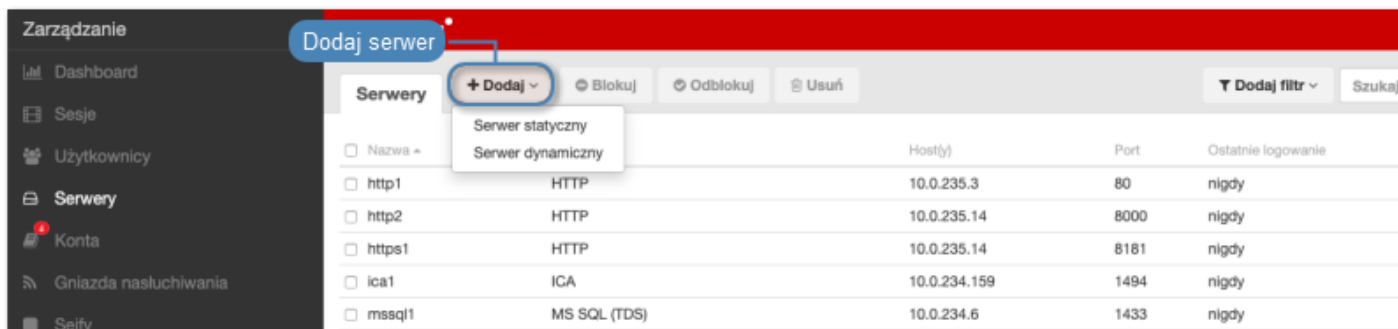 Zarządzanie
Dodaj serwer
Dashboard
Serwery + Dodaj Blokuj Odblokuj Usuń Dodaj filtr Szukaj
Sesje
Serwer statyczny
Użytkownicy
Serwer dynamiczny
Nazwa Host(y) Port Ostatnie logowanie
http1 HTTP 10.0.235.3 80 nigdy
Serwery
http2 HTTP 10.0.235.14 8000 nigdy
Konta
https1 HTTP 10.0.235.14 8181 nigdy
Gniazda nasłuchiwania
ica1 ICA 10.0.234.159 1494 nigdy
Sejfy
mssql1 MS SQL (TDS) 10.0.234.6 1433 nigdy